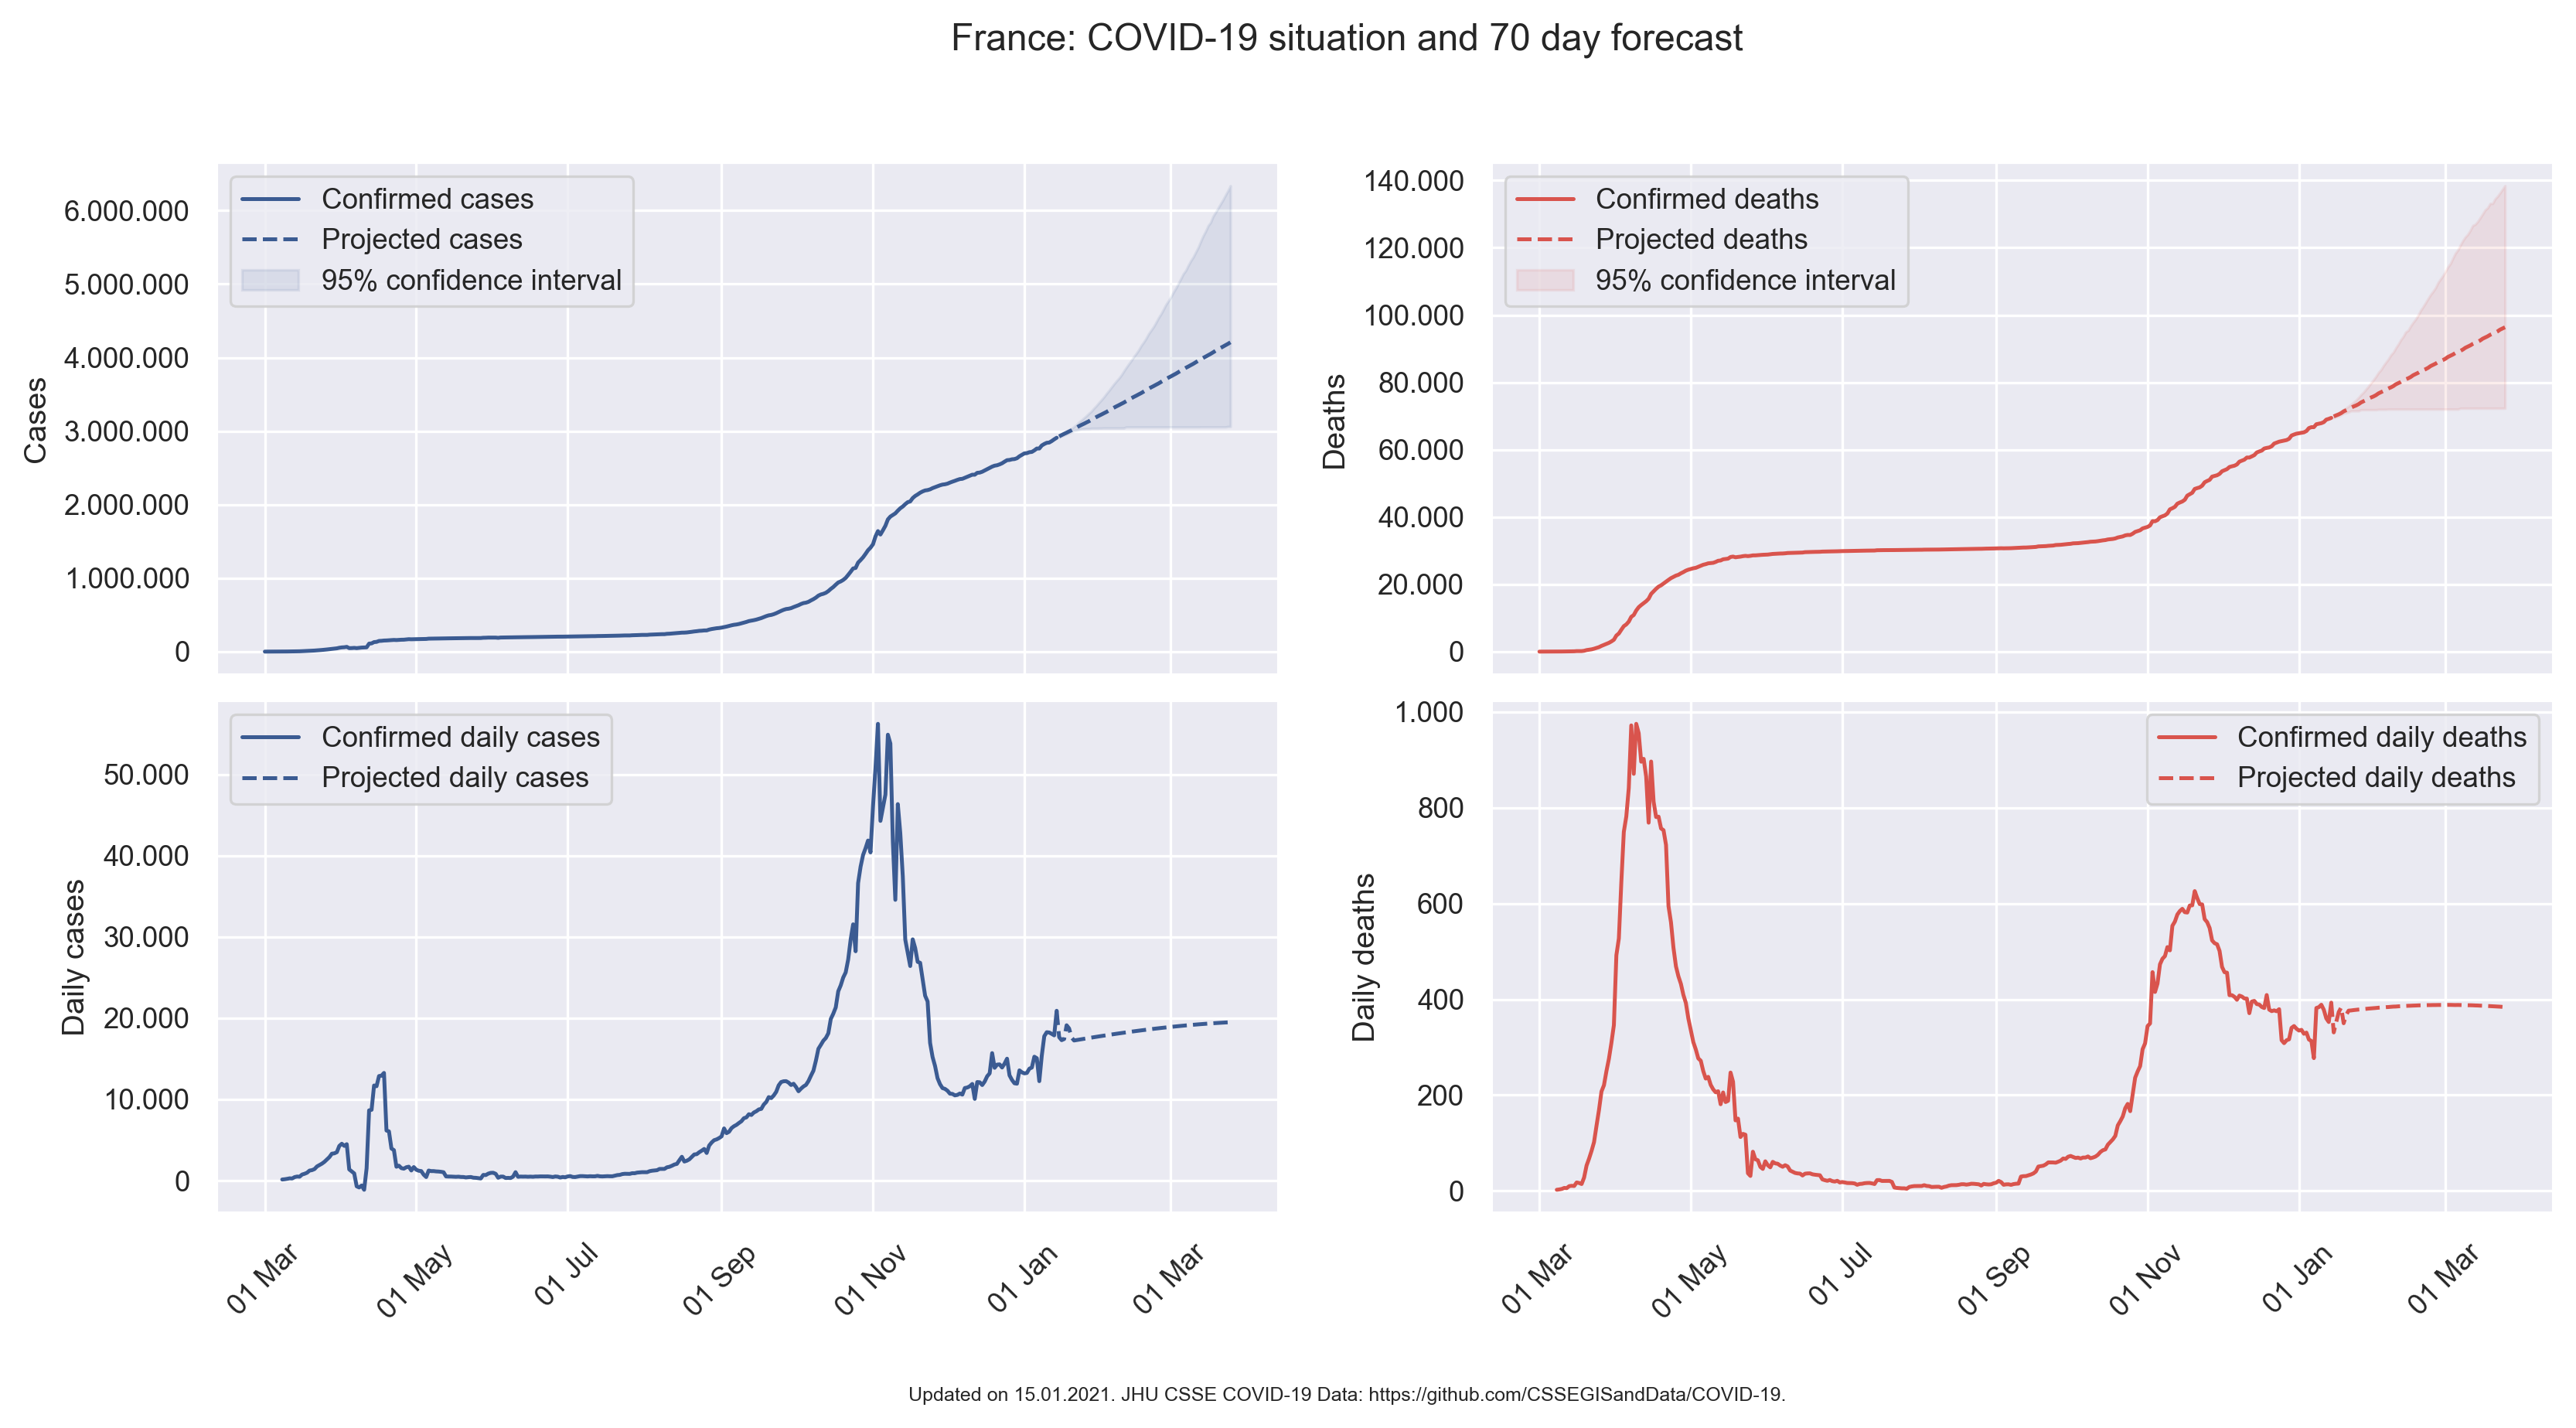 France: COVID-19 situation and 70 day forecast
Cases
6.000.000
5.000.000
4.000.000
3.000.000
2.000.000
1.000.000
0
Confirmed cases
Projected cases
95% confidence interval
Deaths
140.000
120.000
100.000
80.000
60.000
40.000
20.000
0
Confirmed deaths
Projected deaths
95% confidence interval
Daily cases
50.000
40.000
30.000
20.000
10.000
0
Confirmed daily cases
Projected daily cases
01 Mar
01 May
01 Jul
01 Sep
01 Nov
01 Jan
01 Mar
Daily deaths
1.000
800
600
400
200
0
Confirmed daily deaths
Projected daily deaths
01 Mar
01 May
01 Jul
01 Sep
01 Nov
01 Jan
01 Mar
Updated on 15.01.2021. JHU CSSE COVID-19 Data: https://github.com/CSSEGISandData/COVID-19.